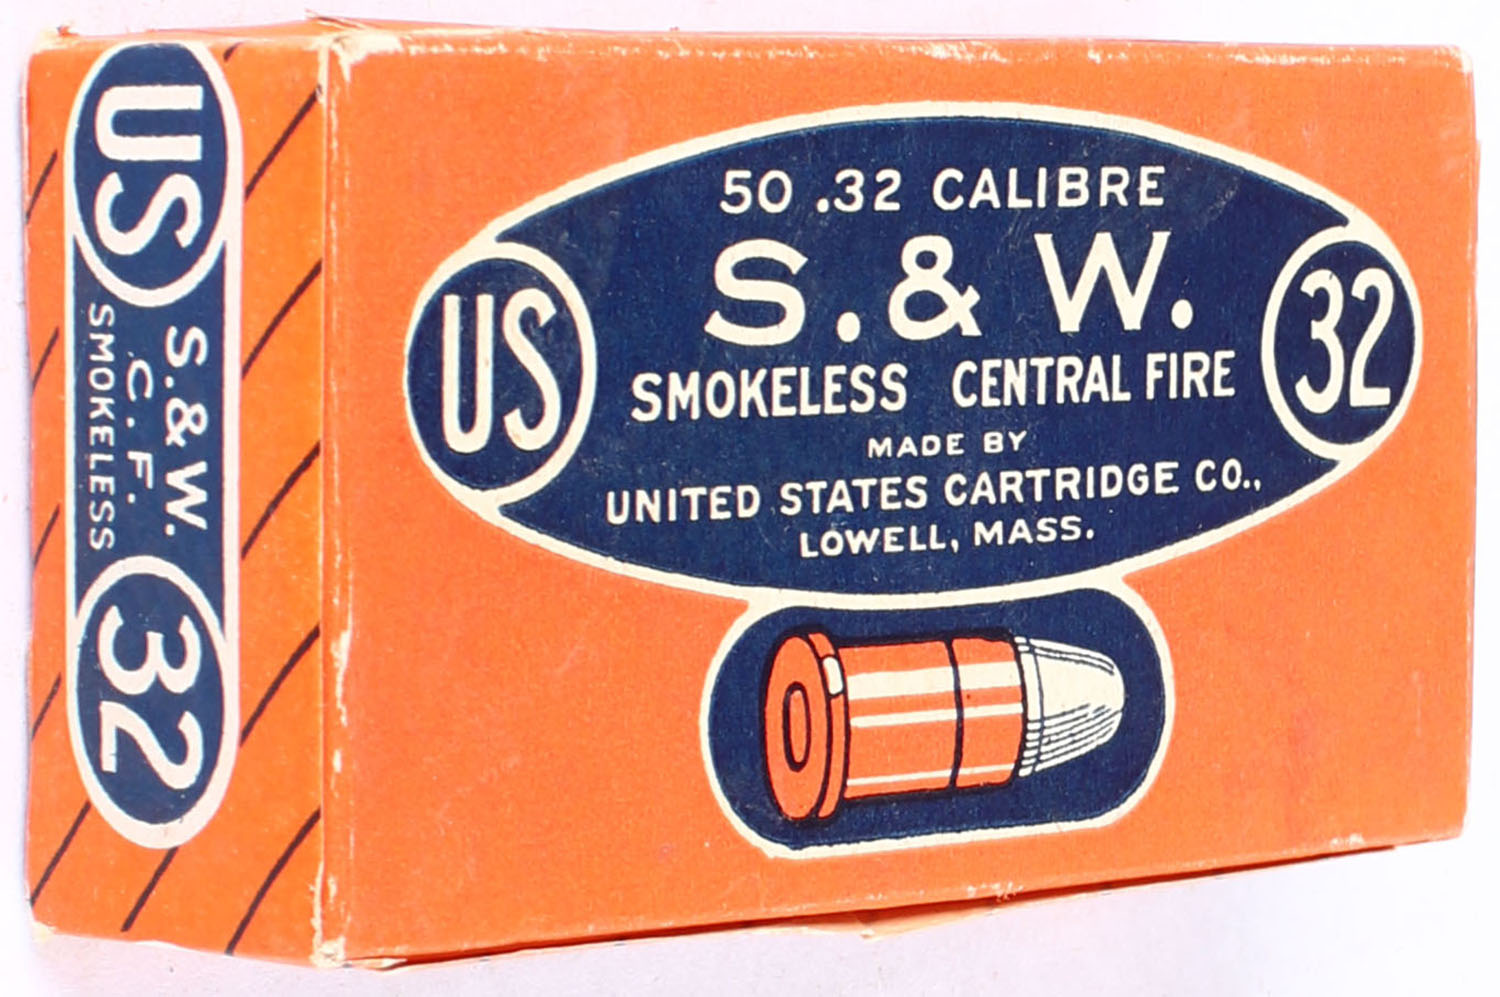 US
S. & W.
C. F.
SMOKELESS
32
50 .32 CALIBRE
S. & W.
SMOKELESS CENTRAL FIRE
MADE BY
UNITED STATES CARTRIDGE CO.,
LOWELL, MASS.
US
32